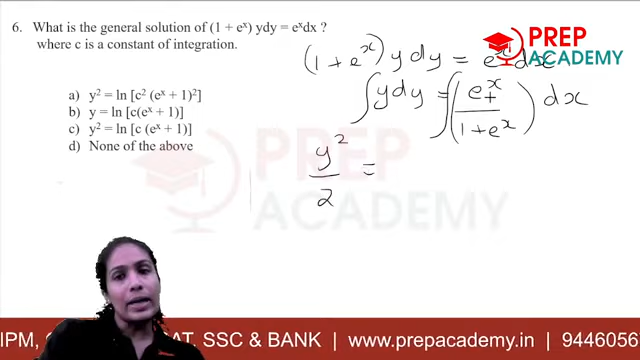 6. What is the general solution of (1 + eˣ) ydy = eˣdx ?
where c is a constant of integration.
a) y² = ln [c² (eˣ + 1)²]
b) y = ln [c(eˣ + 1)]
c) y² = ln [c (eˣ + 1)]
d) None of the above
PREP
ACADEMY
(1 + eˣ) y dy = eˣ dx
∫ y dy = ∫ (eˣ / 1 + eˣ) dx
y² / 2 =
PREP
ACADEMY
IPM, AT, SSC & BANK | www.prepacademy.in | 9446056